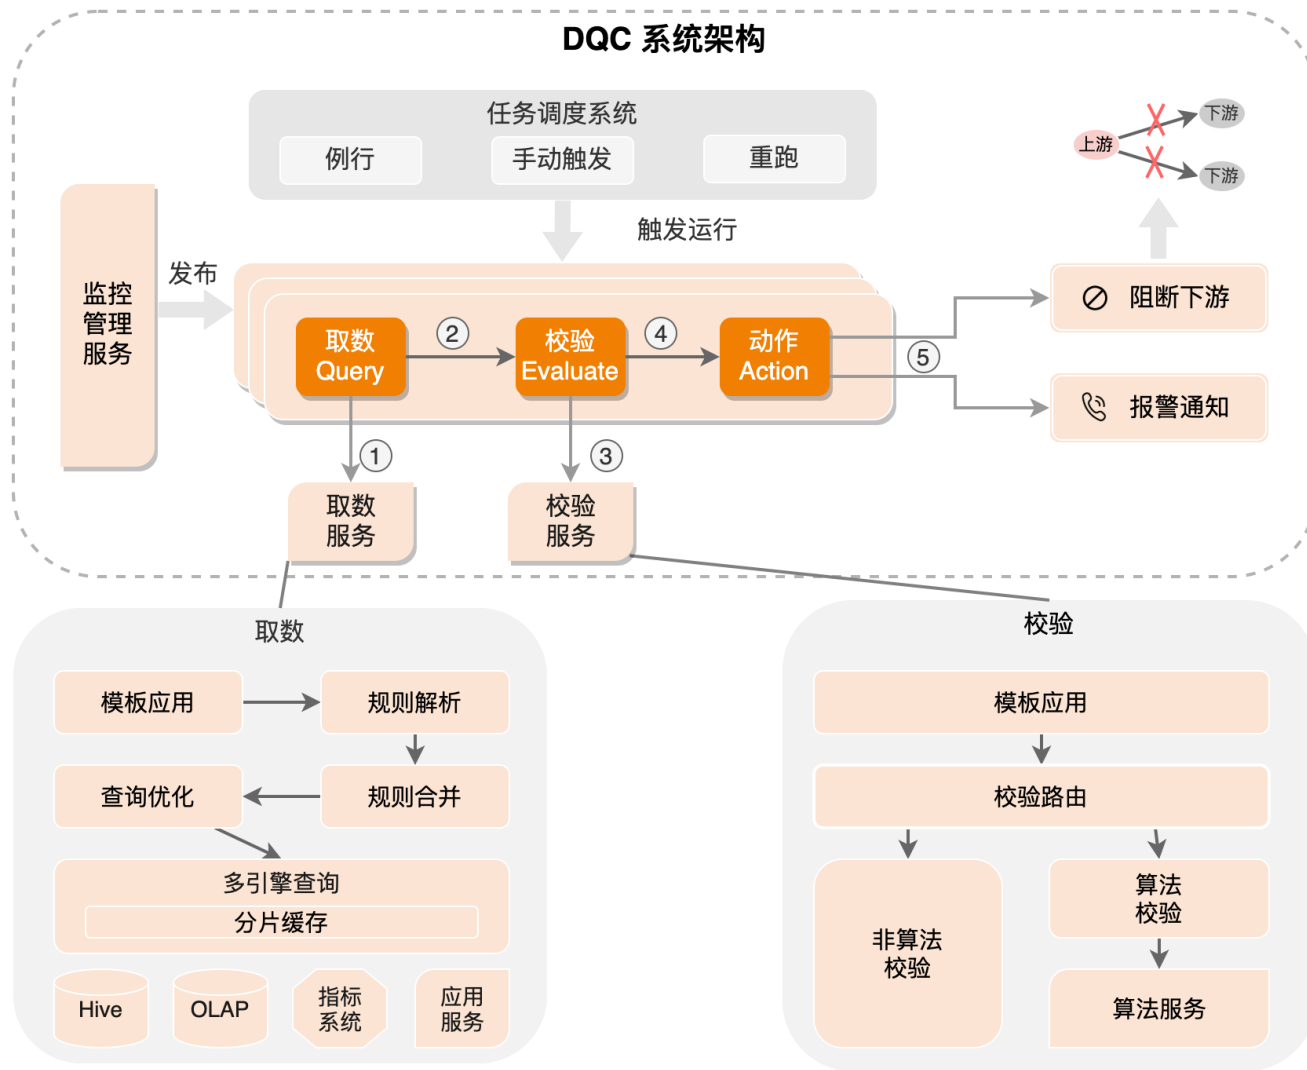 DQC 系统架构
任务调度系统
例行
手动触发
重跑
上游
下游
下游
触发运行
监控
管理
服务
发布
取数
Query
②
校验
Evaluate
④
动作
Action
⑤
阻断下游
报警通知
①
③
取数
服务
校验
服务
取数
模板应用
规则解析
查询优化
规则合并
多引擎查询
分片缓存
Hive
OLAP
指标
系统
应用
服务
校验
模板应用
校验路由
非算法
校验
算法
校验
算法服务